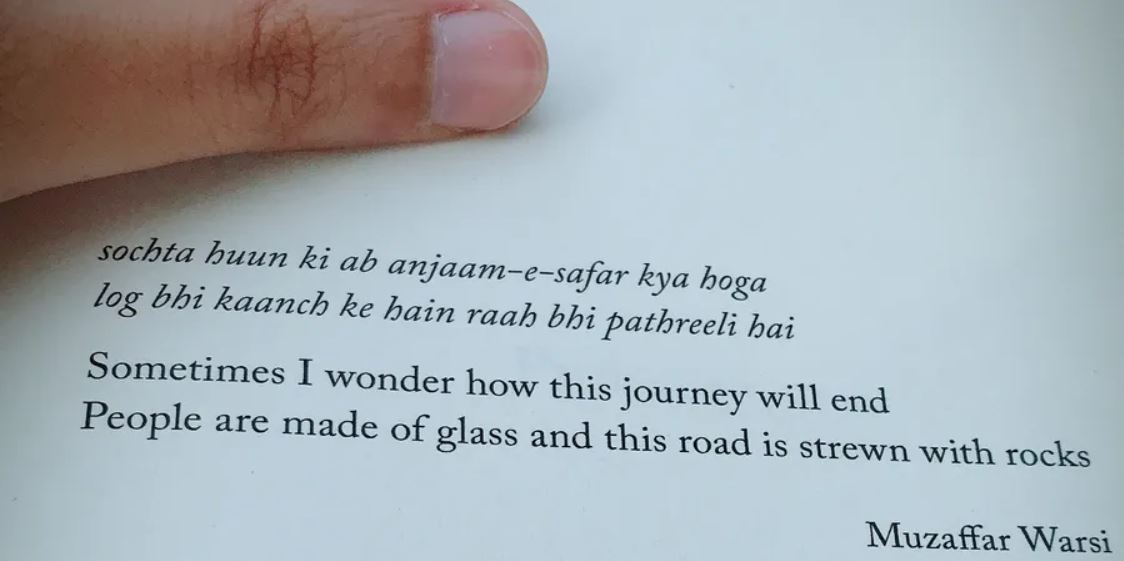 sochta huun ki ab anjaam-e-safar kya hoga
log bhi kaanch ke hain raah bhi pathreeli hai
Sometimes I wonder how this journey will end
People are made of glass and this road is strewn with rocks
Muzaffar Warsi